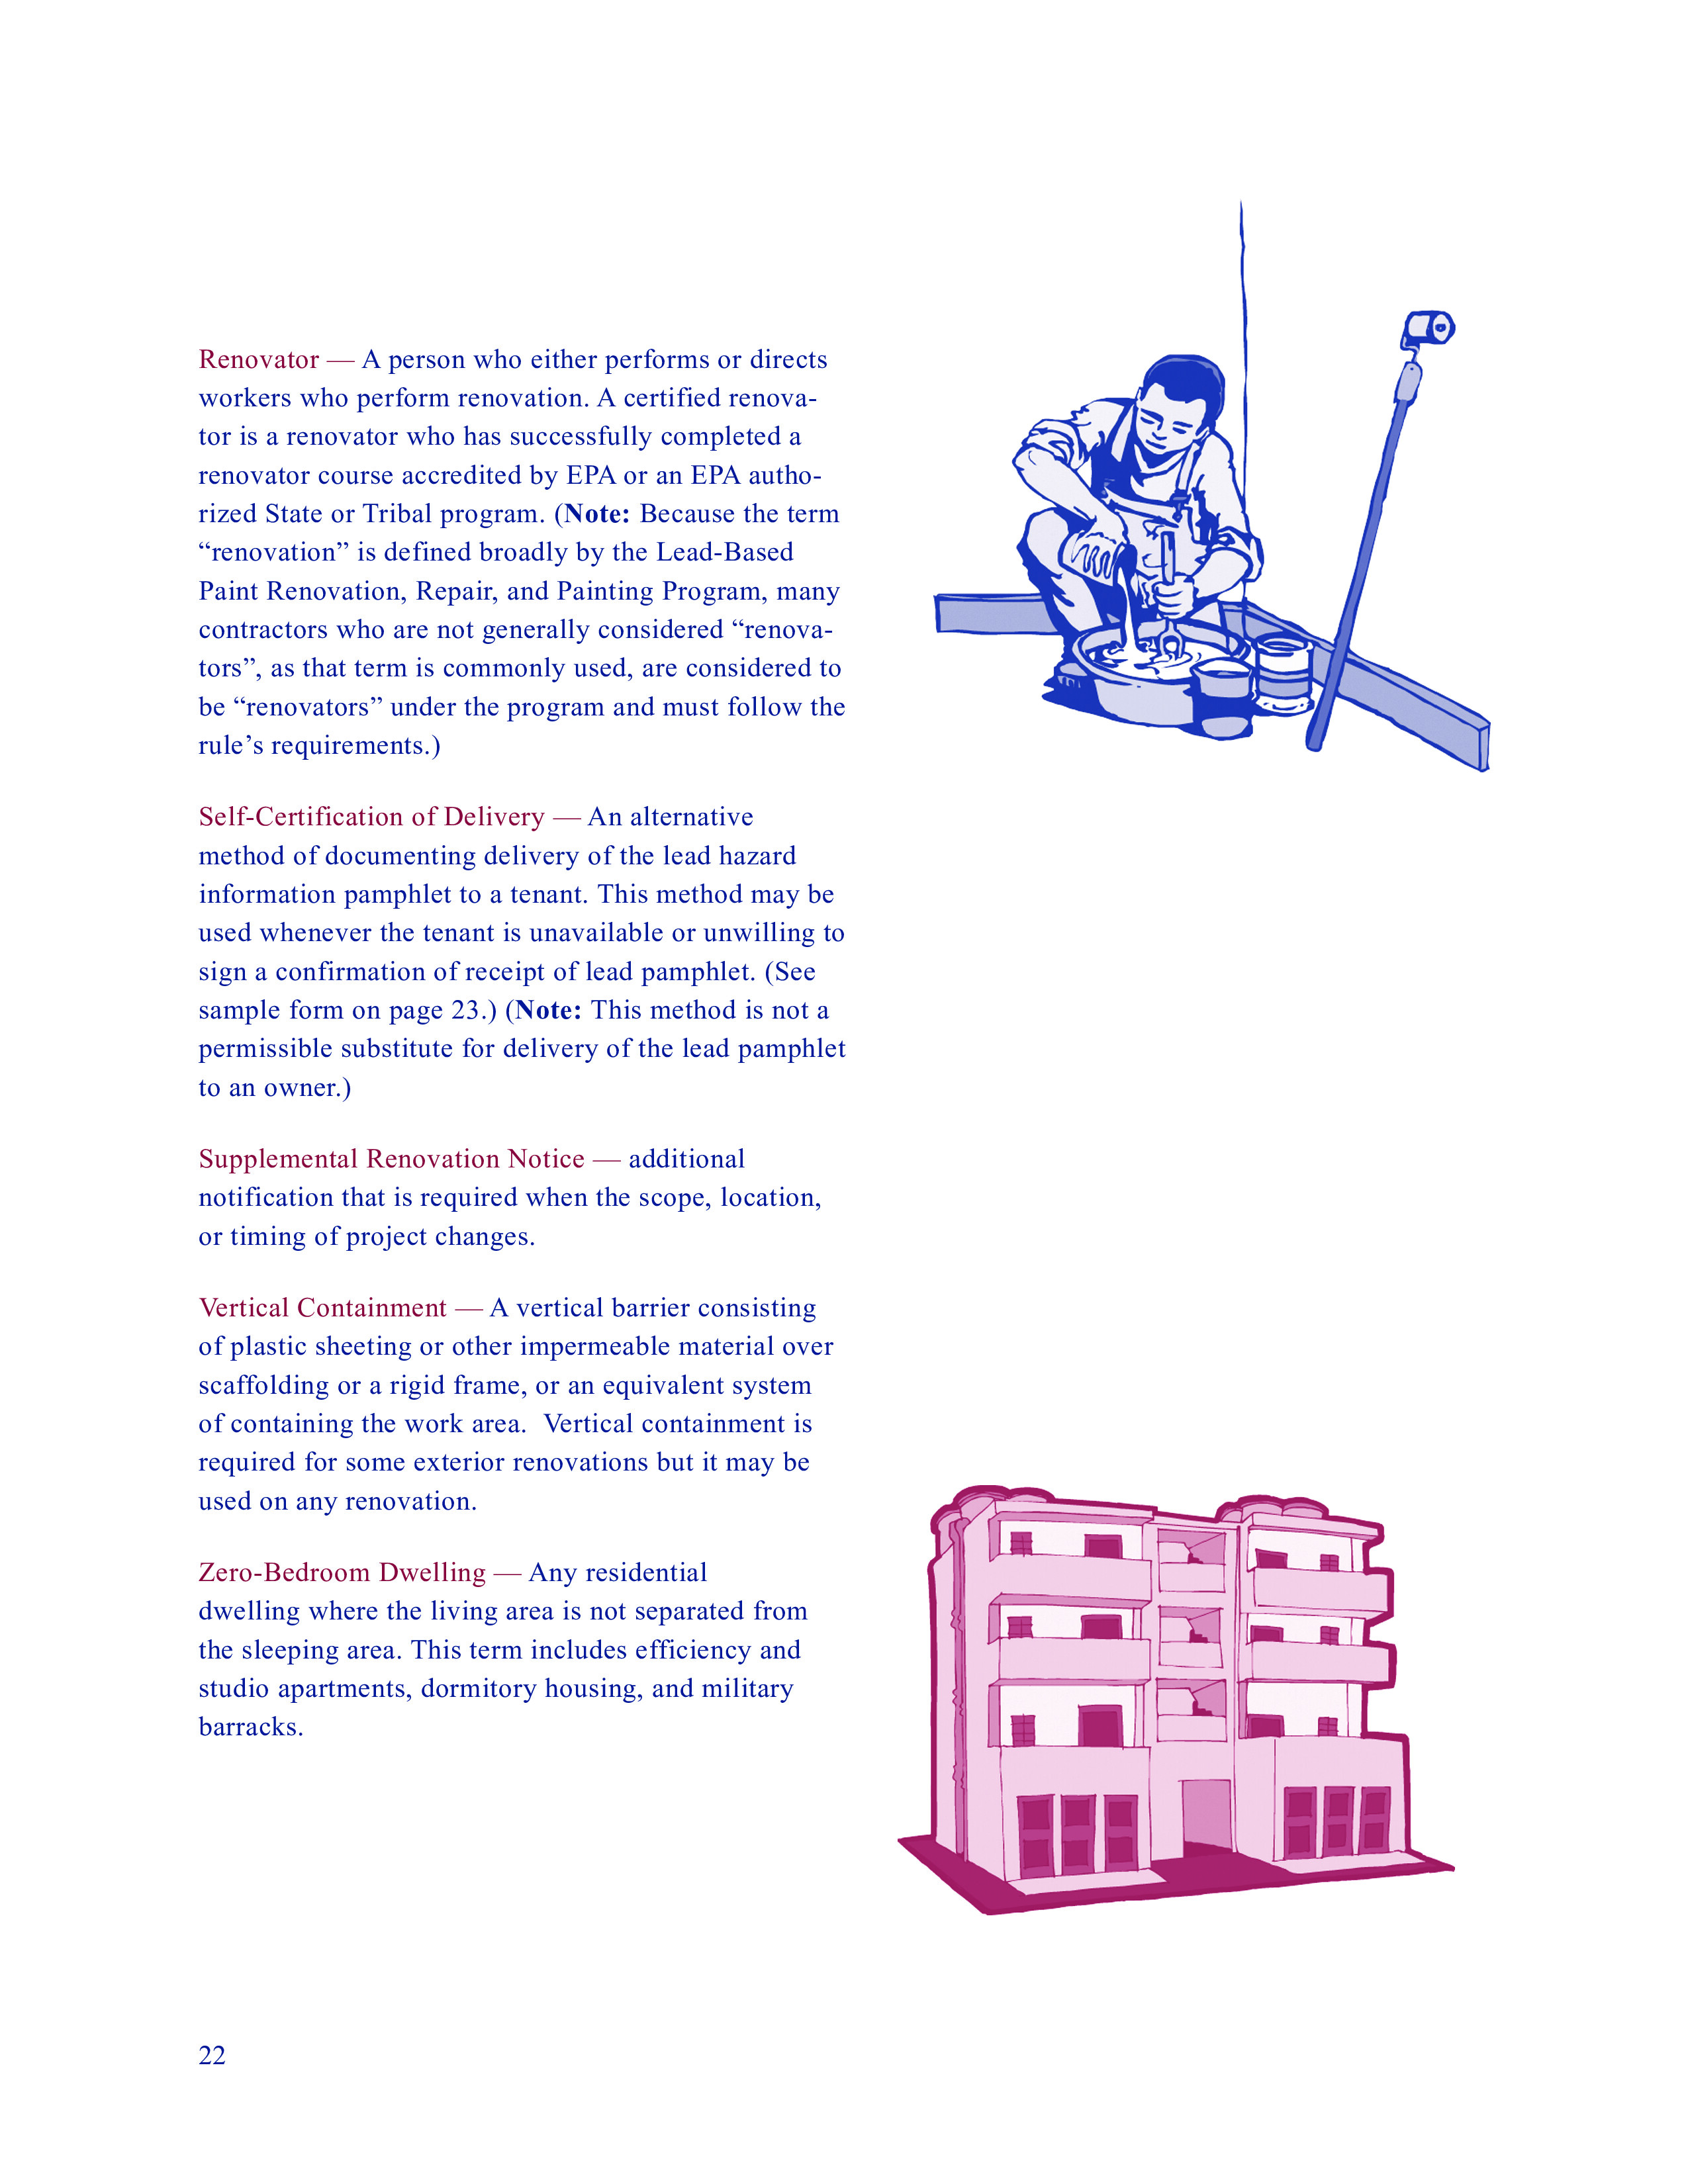 Renovator — A person who either performs or directs
workers who perform renovation. A certified renova-
tor is a renovator who has successfully completed a
renovator course accredited by EPA or an EPA autho-
rized State or Tribal program. (Note: Because the term
“renovation” is defined broadly by the Lead-Based
Paint Renovation, Repair, and Painting Program, many
contractors who are not generally considered “renova-
tors”, as that term is commonly used, are considered to
be “renovators” under the program and must follow the
rule’s requirements.)
Self-Certification of Delivery — An alternative
method of documenting delivery of the lead hazard
information pamphlet to a tenant. This method may be
used whenever the tenant is unavailable or unwilling to
sign a confirmation of receipt of lead pamphlet. (See
sample form on page 23.) (Note: This method is not a
permissible substitute for delivery of the lead pamphlet
to an owner.)
Supplemental Renovation Notice — additional
notification that is required when the scope, location,
or timing of project changes.
Vertical Containment — A vertical barrier consisting
of plastic sheeting or other impermeable material over
scaffolding or a rigid frame, or an equivalent system
of containing the work area.  Vertical containment is
required for some exterior renovations but it may be
used on any renovation.
Zero-Bedroom Dwelling — Any residential
dwelling where the living area is not separated from
the sleeping area. This term includes efficiency and
studio apartments, dormitory housing, and military
barracks.
22